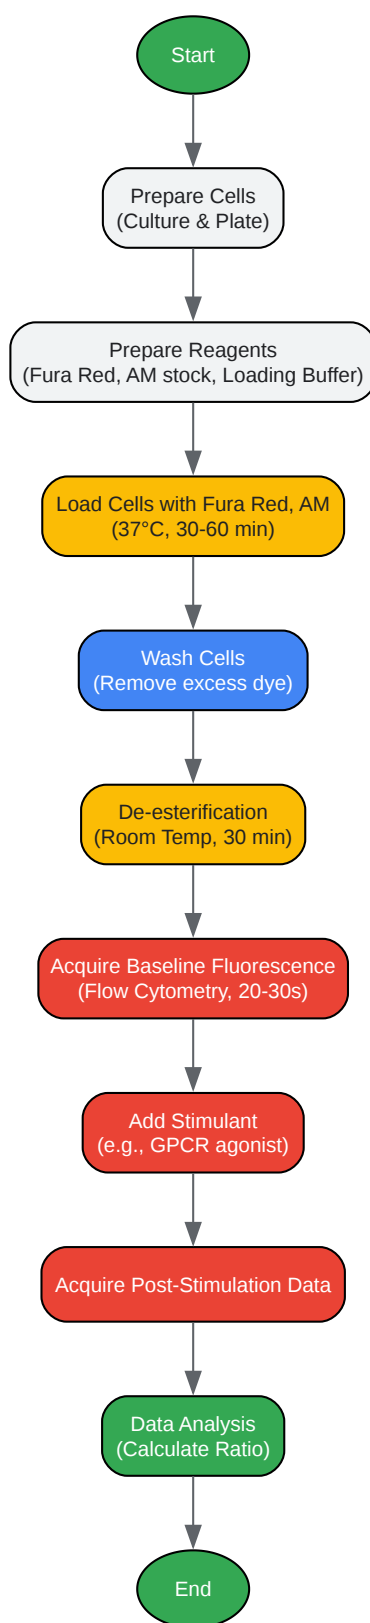 Start
Prepare Cells
(Culture & Plate)
Prepare Reagents
(Fura Red, AM stock, Loading Buffer)
Load Cells with Fura Red, AM
(37°C, 30-60 min)
Wash Cells
(Remove excess dye)
De-esterification
(Room Temp, 30 min)
Acquire Baseline Fluorescence
(Flow Cytometry, 20-30s)
Add Stimulant
(e.g., GPCR agonist)
Acquire Post-Stimulation Data
Data Analysis
(Calculate Ratio)
End